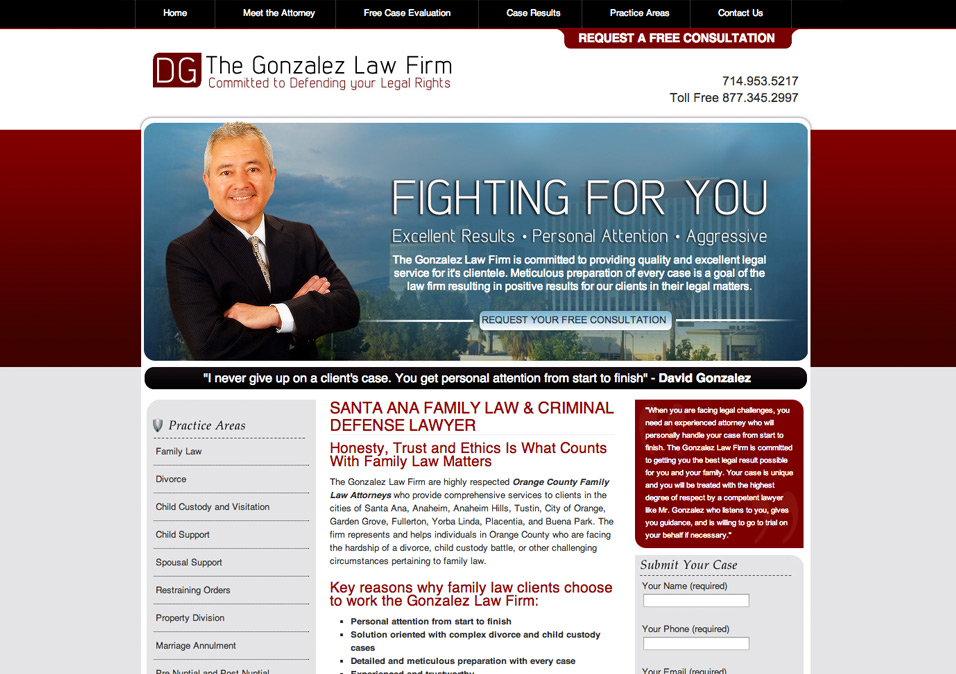 Home Meet the Attorney Free Case Evaluation Case Results Practice Areas Contact Us
REQUEST A FREE CONSULTATION
DG The Gonzalez Law Firm
Committed to Defending your Legal Rights
714.953.5217
Toll Free 877.345.2997
FIGHTING FOR YOU
Excellent Results • Personal Attention • Aggressive
The Gonzalez Law Firm is committed to providing quality and excellent legal
service for it's clientele. Meticulous preparation of every case is a goal of the
law firm resulting in positive results for our clients in their legal matters.
REQUEST YOUR FREE CONSULTATION
"I never give up on a client's case. You get personal attention from start to finish" - David Gonzalez
Practice Areas
Family Law
Divorce
Child Custody and Visitation
Child Support
Spousal Support
Restraining Orders
Property Division
Marriage Annulment
Pre Nuptial and Post Nuptial
SANTA ANA FAMILY LAW & CRIMINAL
DEFENSE LAWYER
Honesty, Trust and Ethics Is What Counts
With Family Law Matters
The Gonzalez Law Firm are highly respected Orange County Family
Law Attorneys who provide comprehensive services to clients in the
cities of Santa Ana, Anaheim, Anaheim Hills, Tustin, City of Orange,
Garden Grove, Fullerton, Yorba Linda, Placentia, and Buena Park. The
firm represents and helps individuals in Orange County who are facing
the hardship of a divorce, child custody battle, or other challenging
circumstances pertaining to family law.
Key reasons why family law clients choose
to work the Gonzalez Law Firm:
▪ Personal attention from start to finish
▪ Solution oriented with complex divorce and child custody
cases
▪ Detailed and meticulous preparation with every case
▪ Experienced and trustworthy
"When you are facing legal challenges, you
need an experienced attorney who will
personally handle your case from start to
finish. The Gonzalez Law Firm is committed
to getting you the best legal result possible
for you and your family. Your case is unique
and you will be treated with the highest
degree of respect by a competent lawyer
like Mr. Gonzalez who listens to you, gives
you guidance, and is willing to go to trial on
your behalf if necessary."
Submit Your Case
Your Name (required)
Your Phone (required)
Your Email (required)